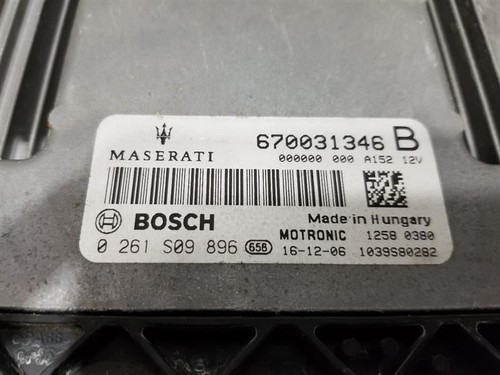 MASERATI
670031346 B
000000 000 A152 12V
BOSCH
Made in Hungary
0 261 S09 896 658
MOTRONIC 1258 0380
16-12-06 1039S80282